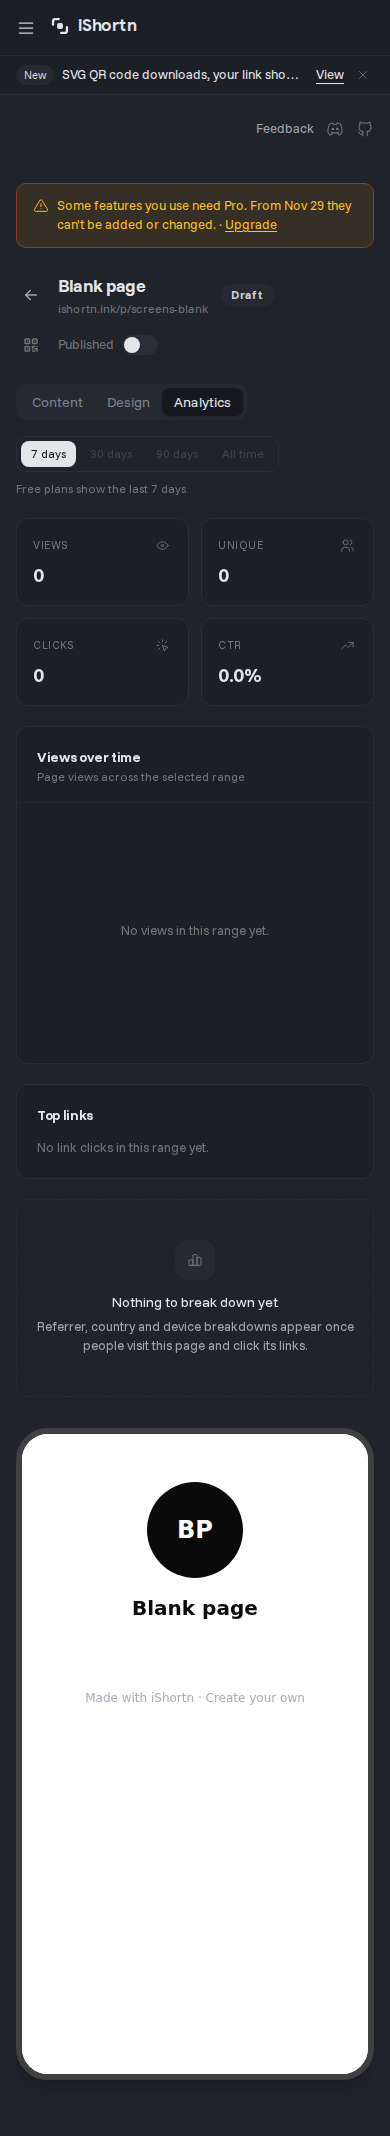 iShortn
New SVG QR code downloads, your link sho... View
Feedback
Some features you use need Pro. From Nov 29 they
can't be added or changed. · Upgrade
Blank page
ishortn.ink/p/screens-blank
Draft
Published
Content Design Analytics
7 days 30 days 90 days All time
Free plans show the last 7 days.
VIEWS
0
UNIQUE
0
CLICKS
0
CTR
0.0%
Views over time
Page views across the selected range
No views in this range yet.
Top links
No link clicks in this range yet.
Nothing to break down yet
Referrer, country and device breakdowns appear once
people visit this page and click its links.
BP
Blank page
Made with iShortn · Create your own